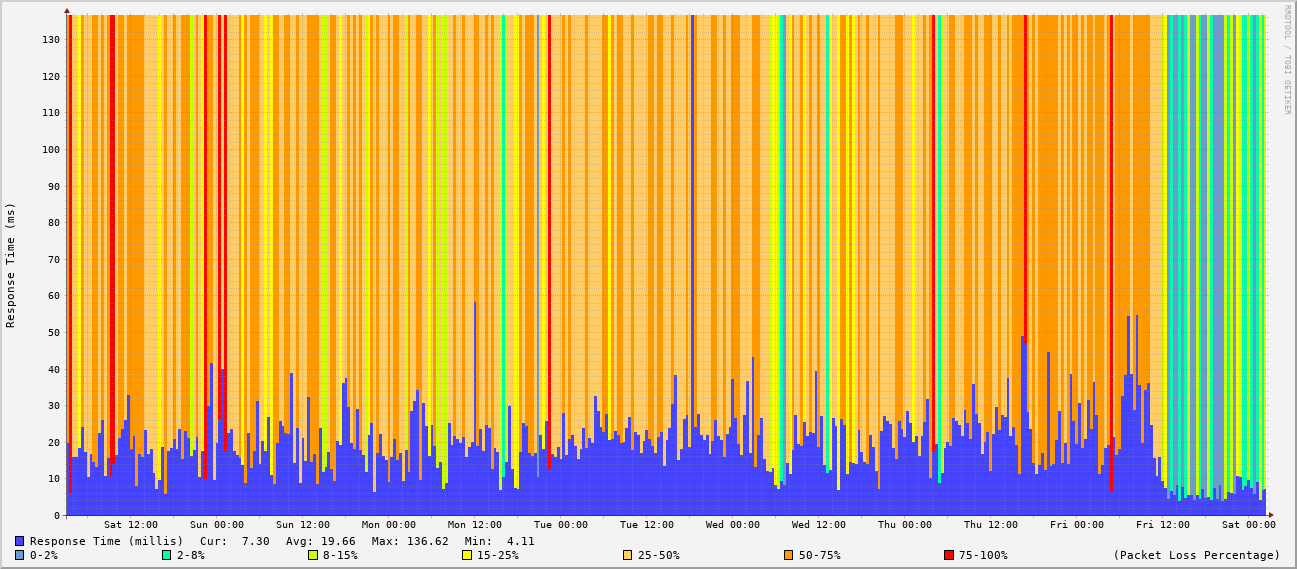 RRDTOOL / TOBI OETIKER
Response Time (ms)
130
120
110
100
90
80
70
60
50
40
30
20
10
0
Sat 12:00 Sun 00:00 Sun 12:00 Mon 00:00 Mon 12:00 Tue 00:00 Tue 12:00 Wed 00:00 Wed 12:00 Thu 00:00 Thu 12:00 Fri 00:00 Fri 12:00 Sat 00:00
Response Time (millis) Cur: 7.30 Avg: 19.66 Max: 136.62 Min: 4.11
0-2% 2-8% 8-15% 15-25% 25-50% 50-75% 75-100% (Packet Loss Percentage)